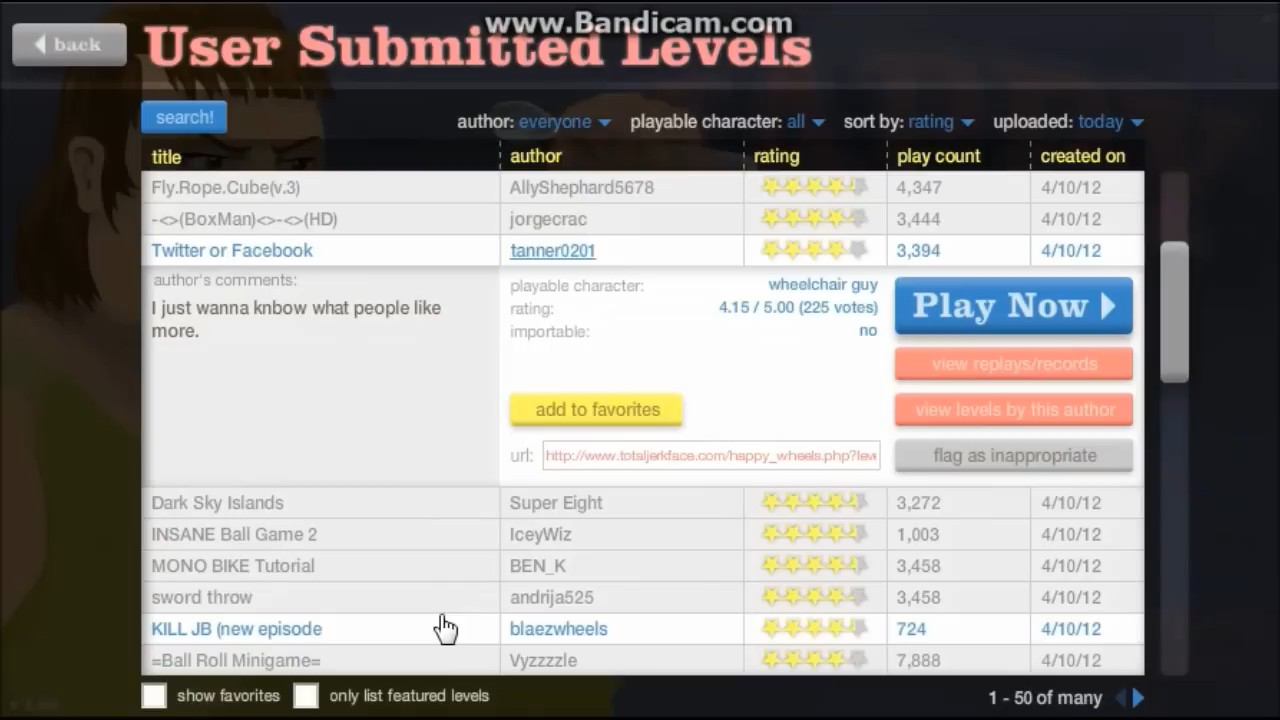 www.Bandicam.com
back
User Submitted Levels
search!
author: everyone playable character: all sort by: rating uploaded: today
title author rating play count created on
Fly.Rope.Cube(v.3) AllyShephard5678 4,347 4/10/12
-<>(BoxMan)<>-<>(HD) jorgecrac 3,444 4/10/12
Twitter or Facebook tanner0201 3,394 4/10/12
author's comments:
I just wanna knbow what people like
more.
playable character: wheelchair guy
rating: 4.15 / 5.00 (225 votes)
importable: no
add to favorites
url: http://www.totaljerkface.com/happy_wheels.php?leve
Play Now
view replays/records
view levels by this author
flag as inappropriate
Dark Sky Islands Super Eight 3,272 4/10/12
INSANE Ball Game 2 IceyWiz 1,003 4/10/12
MONO BIKE Tutorial BEN_K 3,458 4/10/12
sword throw andrija525 3,458 4/10/12
KILL JB (new episode blaezwheels 724 4/10/12
=Ball Roll Minigame= Vyzzzzle 7,888 4/10/12
show favorites only list featured levels 1 - 50 of many